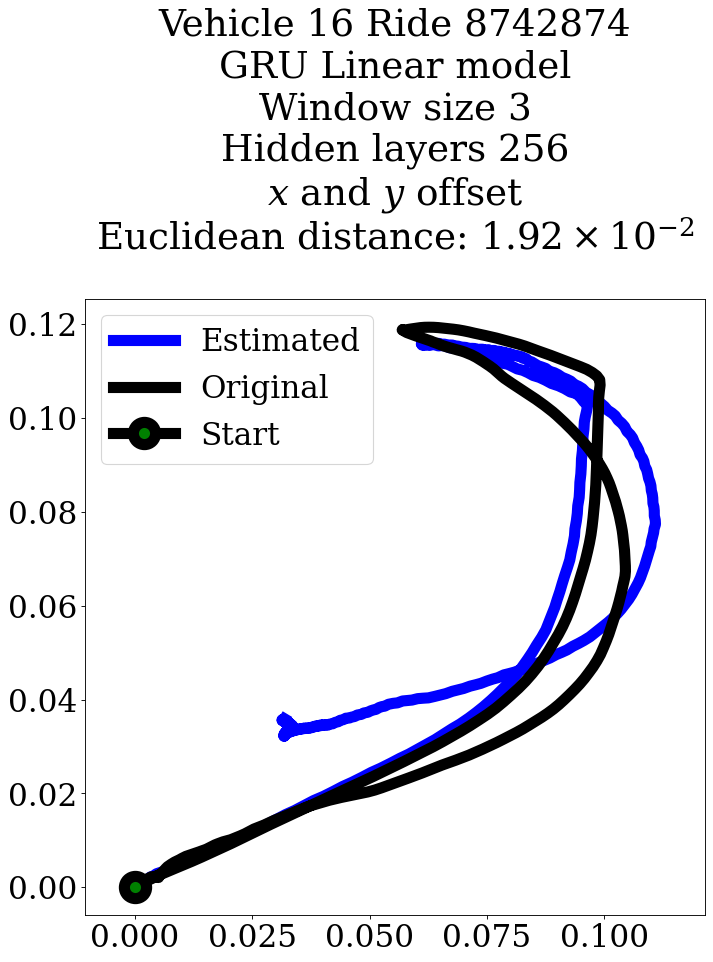 Vehicle 16 Ride 8742874
GRU Linear model
Window size 3
Hidden layers 256
x and y offset
Euclidean distance: 1.92 × 10⁻²
Estimated
Original
Start
0.12
0.10
0.08
0.06
0.04
0.02
0.00
0.000 0.025 0.050 0.075 0.100